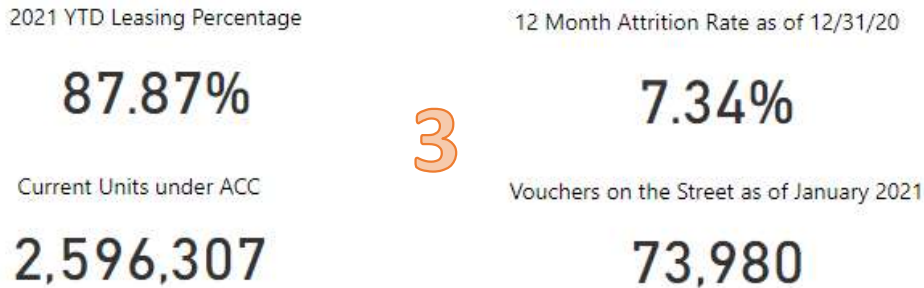 2021 YTD Leasing Percentage
87.87%
12 Month Attrition Rate as of 12/31/20
7.34%
3
Current Units under ACC
2,596,307
Vouchers on the Street as of January 2021
73,980